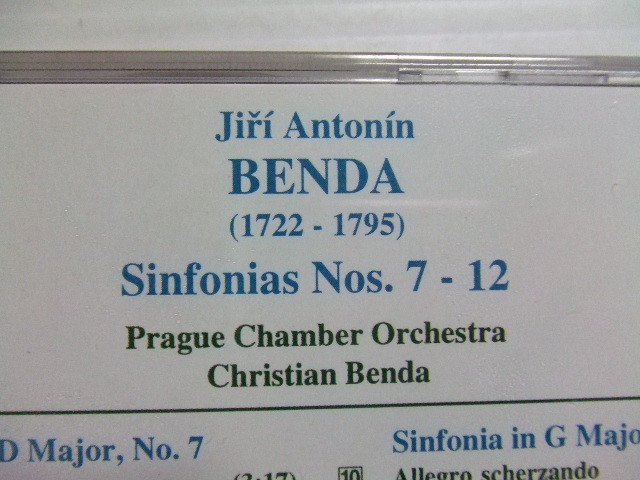 Jiří Antonín
BENDA
(1722 - 1795)
Sinfonias Nos. 7 - 12
Prague Chamber Orchestra
Christian Benda
D Major, No. 7
Sinfonia in G Majo
10 Allegro scherzando